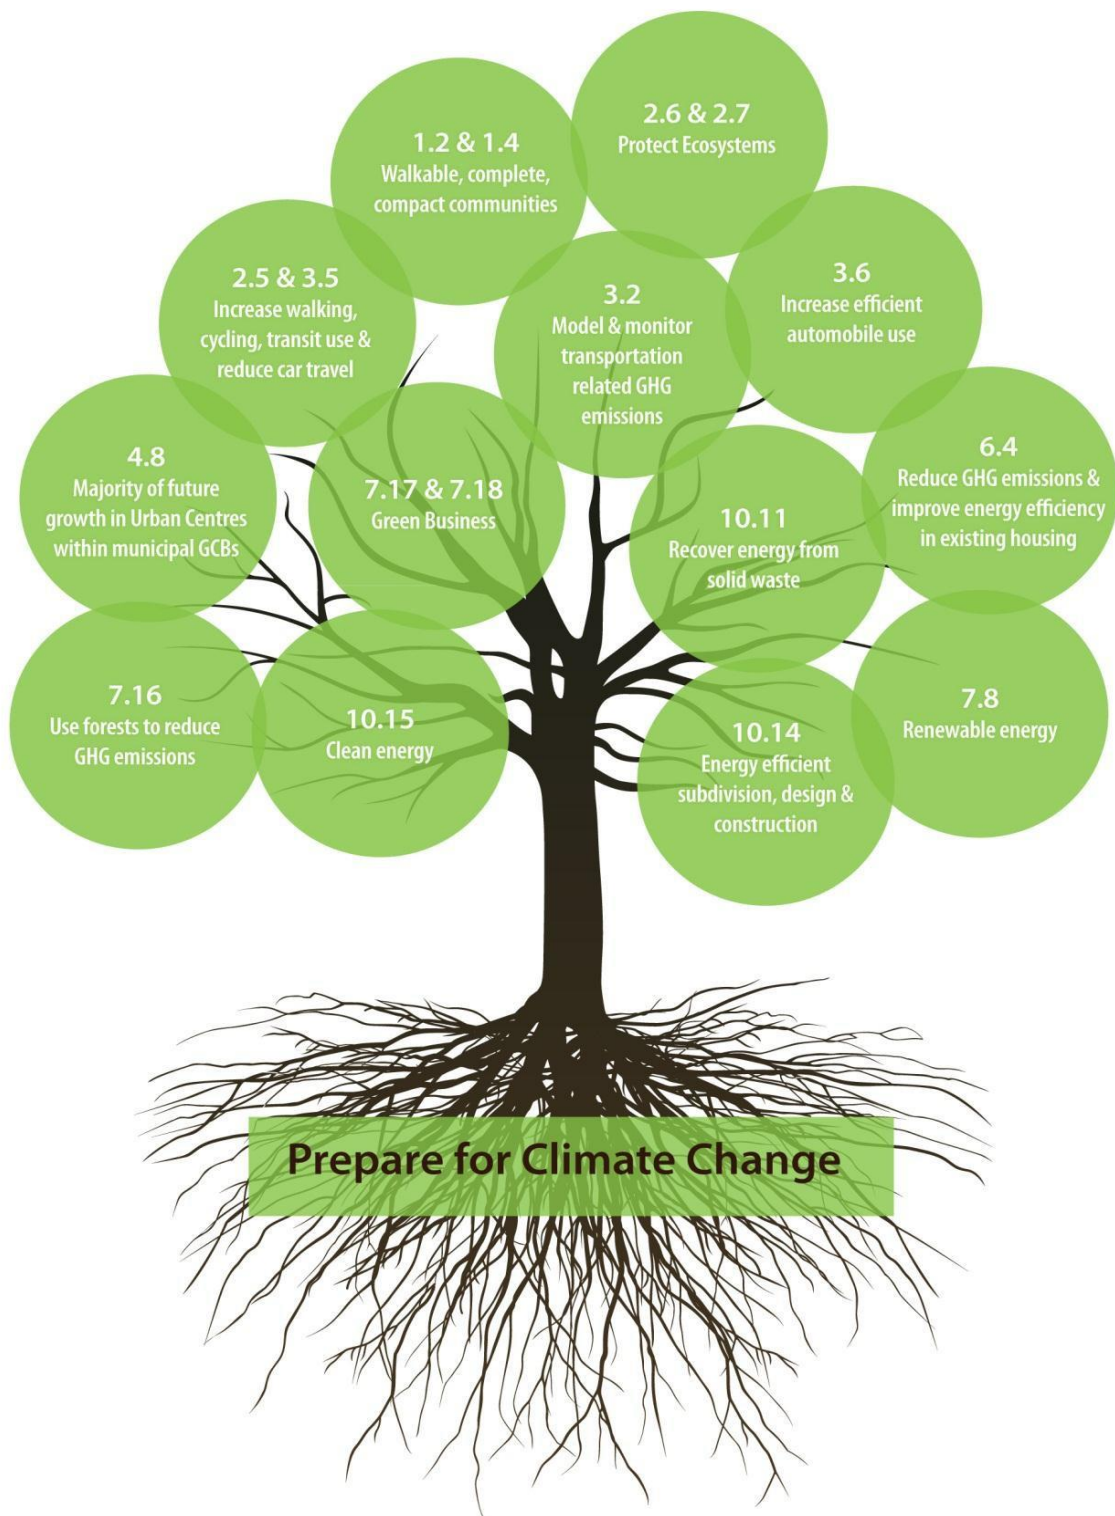 2.6 & 2.7
Protect Ecosystems
1.2 & 1.4
Walkable, complete,
compact communities
2.5 & 3.5
Increase walking,
cycling, transit use &
reduce car travel
3.2
Model & monitor
transportation
related GHG
emissions
3.6
Increase efficient
automobile use
4.8
Majority of future
growth in Urban Centres
within municipal GCBs
7.17 & 7.18
Green Business
10.11
Recover energy from
solid waste
6.4
Reduce GHG emissions &
improve energy efficiency
in existing housing
7.16
Use forests to reduce
GHG emissions
10.15
Clean energy
10.14
Energy efficient
subdivision, design &
construction
7.8
Renewable energy
Prepare for Climate Change